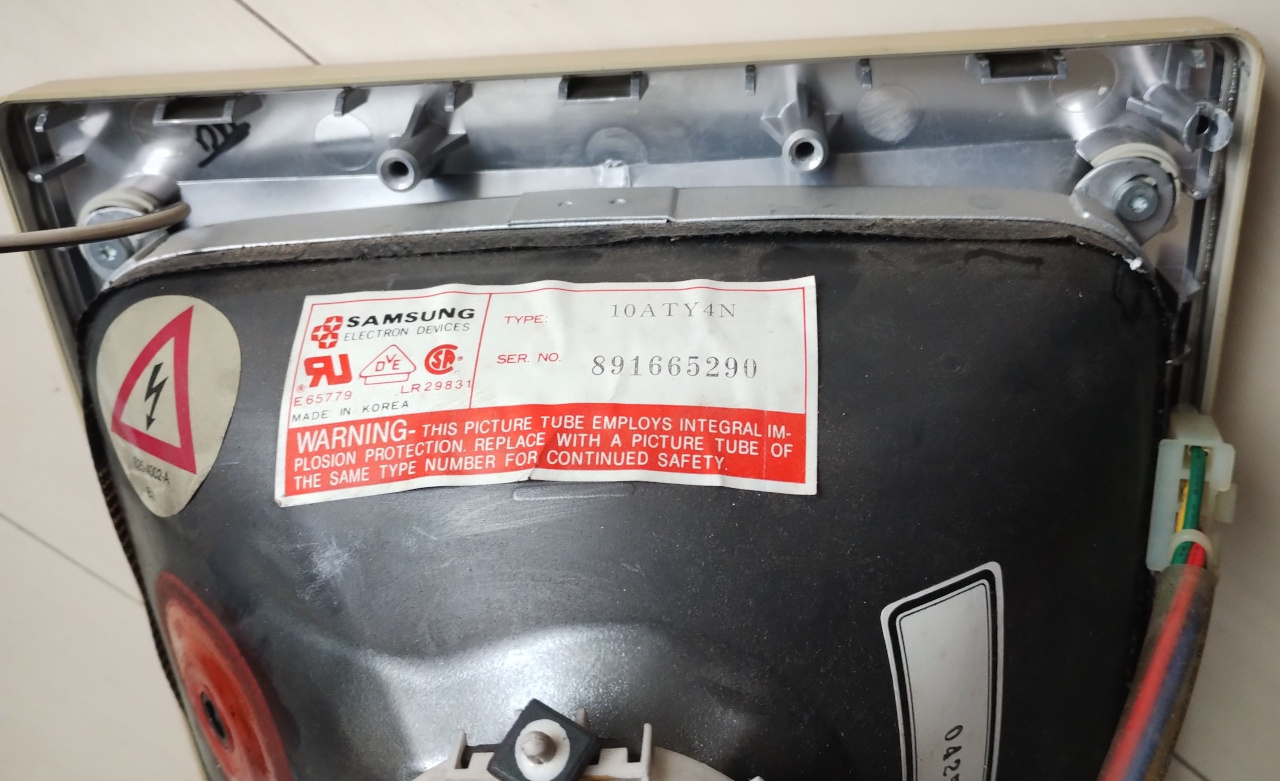 SAMSUNG
ELECTRON DEVICES
TYPE: 10ATY4N
SER. NO. 891665290
E65779
LR29831
MADE IN KOREA
WARNING- THIS PICTURE TUBE EMPLOYS INTEGRAL IM-
PLOSION PROTECTION. REPLACE WITH A PICTURE TUBE OF
THE SAME TYPE NUMBER FOR CONTINUED SAFETY.